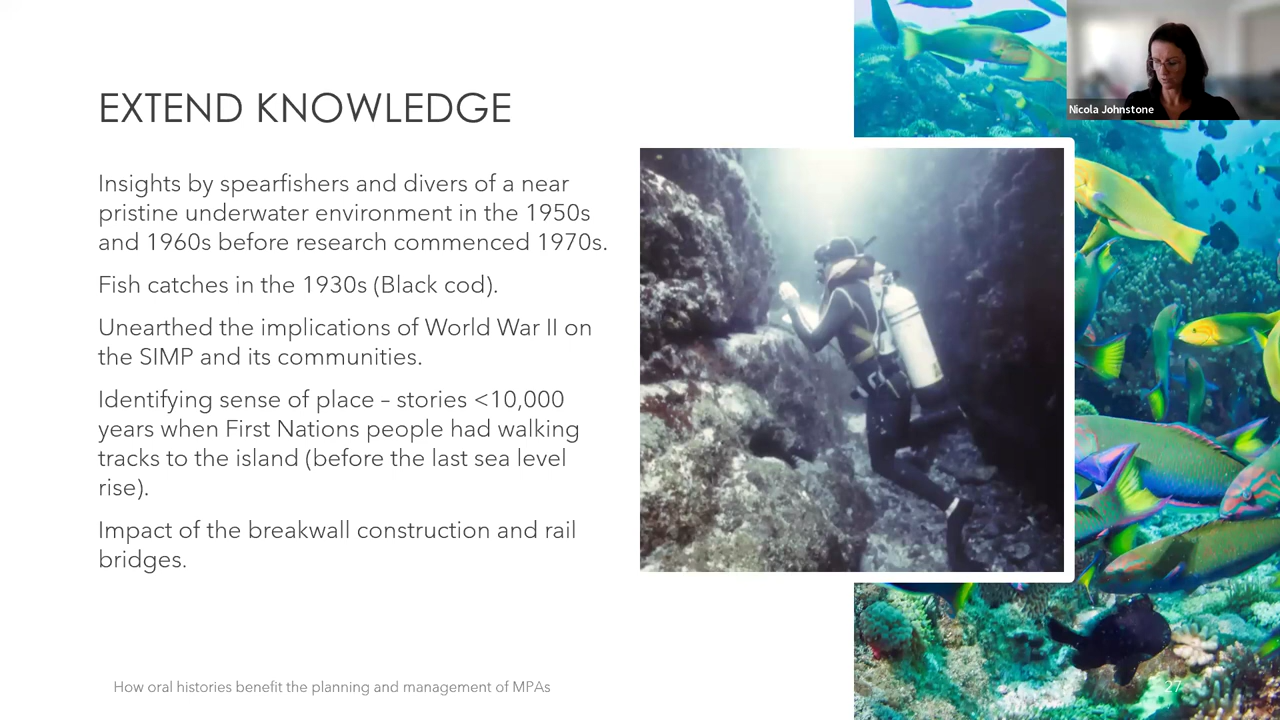 EXTEND KNOWLEDGE
Insights by spearfishers and divers of a near
pristine underwater environment in the 1950s
and 1960s before research commenced 1970s.
Fish catches in the 1930s (Black cod).
Unearthed the implications of World War II on
the SIMP and its communities.
Identifying sense of place – stories <10,000
years when First Nations people had walking
tracks to the island (before the last sea level
rise).
Impact of the breakwall construction and rail
bridges.
How oral histories benefit the planning and management of MPAs
27
Nicola Johnstone